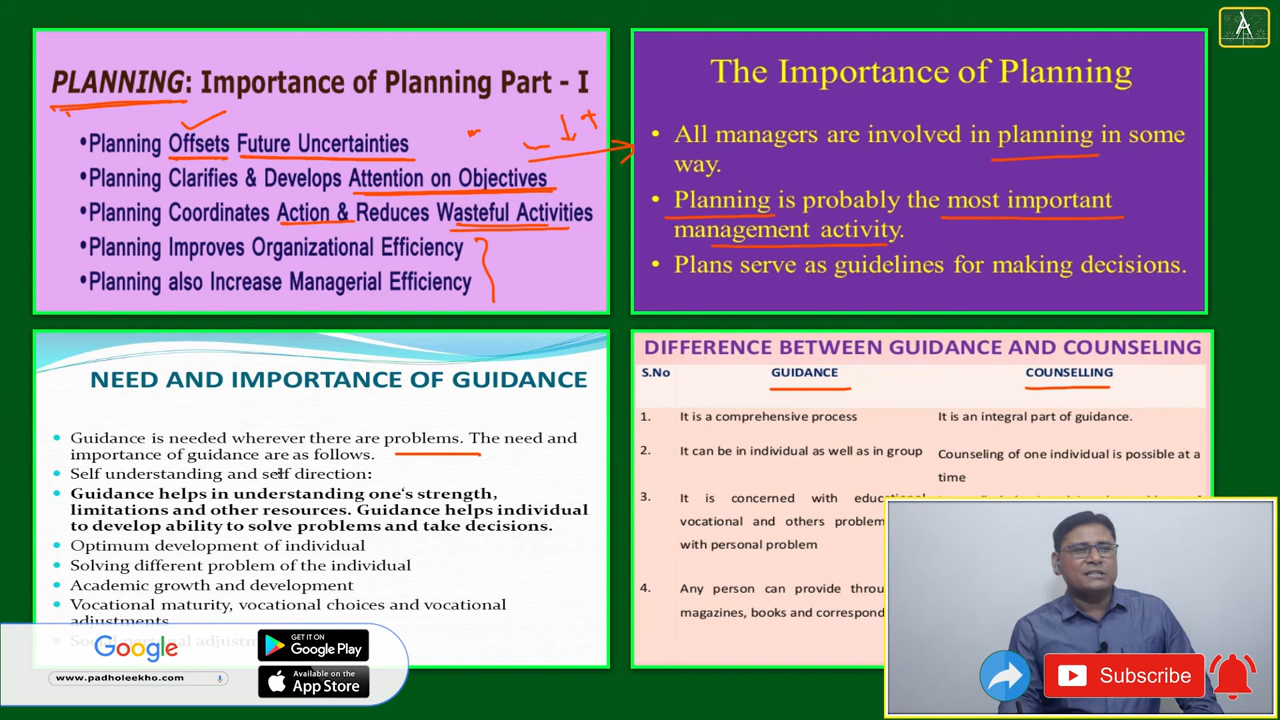 PLANNING: Importance of Planning Part - I
•Planning Offsets Future Uncertainties
•Planning Clarifies & Develops Attention on Objectives
•Planning Coordinates Action & Reduces Wasteful Activities
•Planning Improves Organizational Efficiency
•Planning also Increase Managerial Efficiency
The Importance of Planning
• All managers are involved in planning in some
way.
• Planning is probably the most important
management activity.
• Plans serve as guidelines for making decisions.
NEED AND IMPORTANCE OF GUIDANCE
• Guidance is needed wherever there are problems. The need and
importance of guidance are as follows.
• Self understanding and self direction:
• Guidance helps in understanding one's strength,
limitations and other resources. Guidance helps individual
to develop ability to solve problems and take decisions.
• Optimum development of individual
• Solving different problem of the individual
• Academic growth and development
• Vocational maturity, vocational choices and vocational
adjustments
DIFFERENCE BETWEEN GUIDANCE AND COUNSELING
S.No GUIDANCE COUNSELLING
1. It is a comprehensive process It is an integral part of guidance.
2. It can be in individual as well as in group Counseling of one individual is possible at a
time
3. It is concerned with educational
vocational and others problem
with personal problem
4. Any person can provide
magazines, books and
Google
www.padholeekho.com
GET IT ON
Google Play
Available on the
App Store
Subscribe